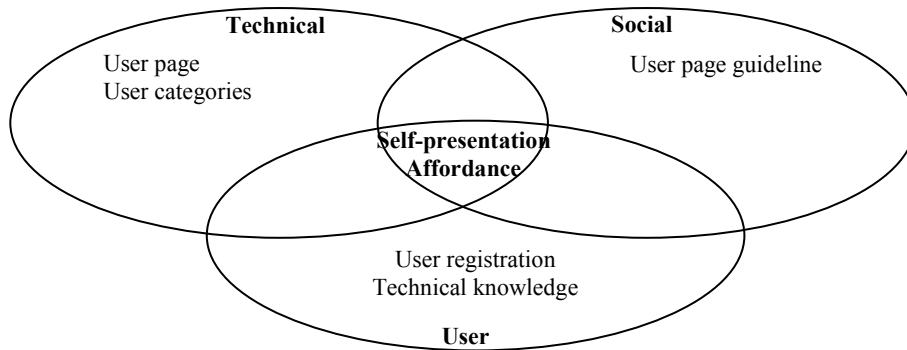 Technical
Social
User page
User categories
User page guideline
Self-presentation
Affordance
User registration
Technical knowledge
User